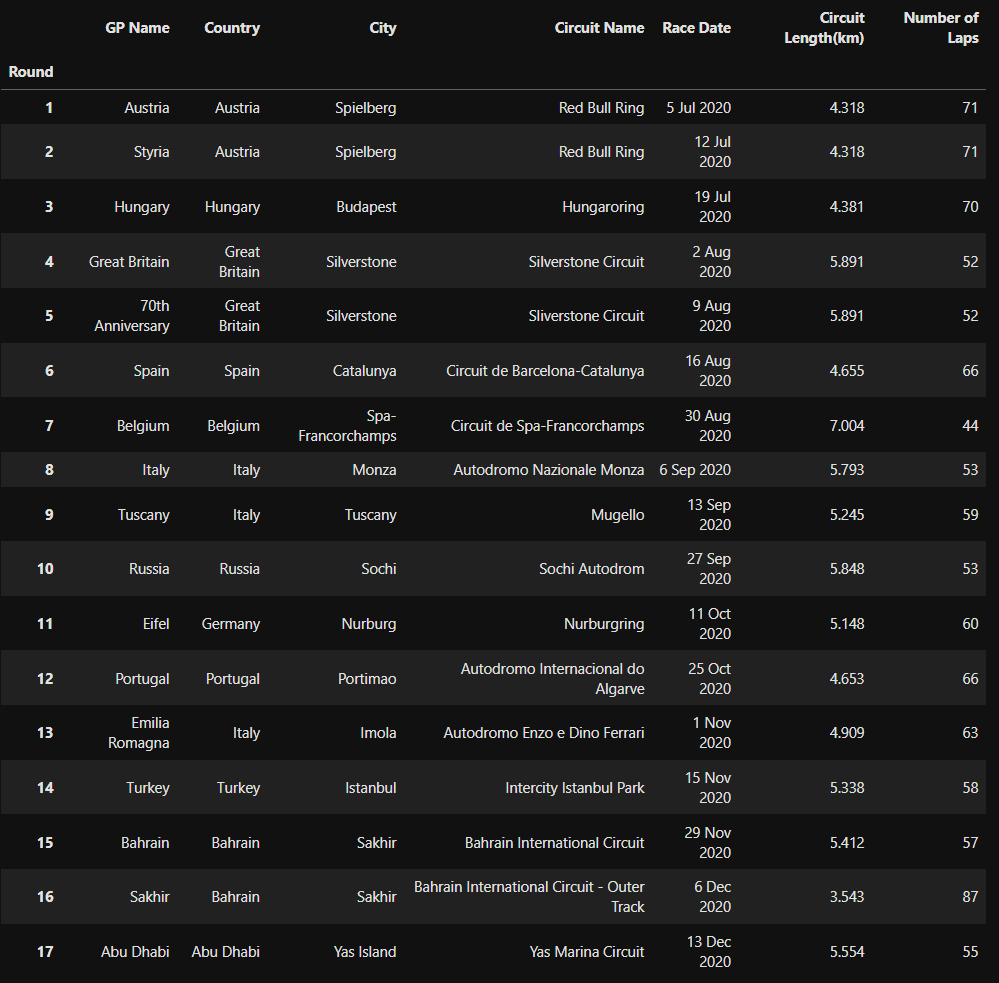 GP Name Country City Circuit Name Race Date Circuit Length(km) Number of Laps
Round
1 Austria Austria Spielberg Red Bull Ring 5 Jul 2020 4.318 71
2 Styria Austria Spielberg Red Bull Ring 12 Jul 2020 4.318 71
3 Hungary Hungary Budapest Hungaroring 19 Jul 2020 4.381 70
4 Great Britain Great Britain Silverstone Silverstone Circuit 2 Aug 2020 5.891 52
5 70th Anniversary Great Britain Silverstone Sliverstone Circuit 9 Aug 2020 5.891 52
6 Spain Spain Catalunya Circuit de Barcelona-Catalunya 16 Aug 2020 4.655 66
7 Belgium Belgium Spa-Francorchamps Circuit de Spa-Francorchamps 30 Aug 2020 7.004 44
8 Italy Italy Monza Autodromo Nazionale Monza 6 Sep 2020 5.793 53
9 Tuscany Italy Tuscany Mugello 13 Sep 2020 5.245 59
10 Russia Russia Sochi Sochi Autodrom 27 Sep 2020 5.848 53
11 Eifel Germany Nurburg Nurburgring 11 Oct 2020 5.148 60
12 Portugal Portugal Portimao Autodromo Internacional do Algarve 25 Oct 2020 4.653 66
13 Emilia Romagna Italy Imola Autodromo Enzo e Dino Ferrari 1 Nov 2020 4.909 63
14 Turkey Turkey Istanbul Intercity Istanbul Park 15 Nov 2020 5.338 58
15 Bahrain Bahrain Sakhir Bahrain International Circuit 29 Nov 2020 5.412 57
16 Sakhir Bahrain Sakhir Bahrain International Circuit - Outer Track 6 Dec 2020 3.543 87
17 Abu Dhabi Abu Dhabi Yas Island Yas Marina Circuit 13 Dec 2020 5.554 55